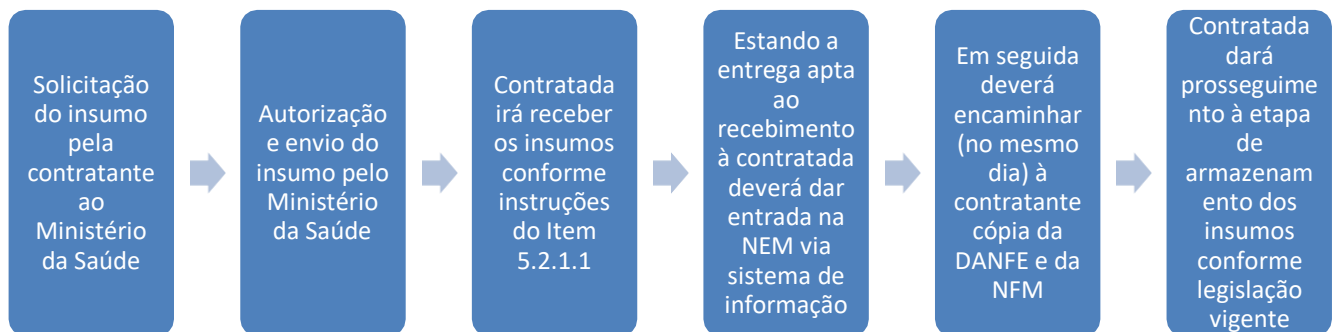 Solicitação
do insumo
pela
contratante
ao
Ministério
da Saúde
Autorização
e envio do
insumo pelo
Ministério
da Saúde
Contratada
irá receber
os insumos
conforme
instruções
do Item
5.2.1.1
Estando a
entrega apta
ao
recebimento
à contratada
deverá dar
entrada na
NEM via
sistema de
informação
Em seguida
deverá
encaminhar
(no mesmo
dia) à
contratante
cópia da
DANFE e da
NFM
Contratada
dará
prosseguime
nto à etapa
de
armazenam
ento dos
insumos
conforme
legislação
vigente